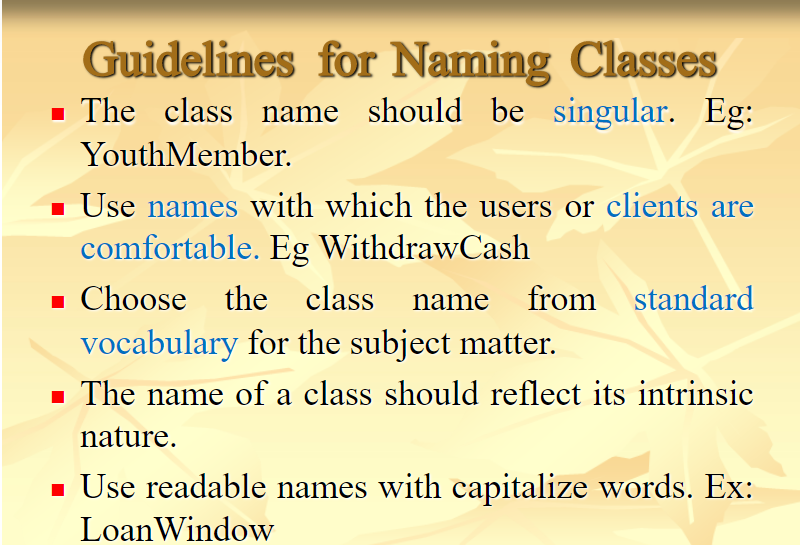 Guidelines for Naming Classes
The class name should be singular. Eg:
YouthMember.
Use names with which the users or clients are
comfortable. Eg WithdrawCash
Choose the class name from standard
vocabulary for the subject matter.
The name of a class should reflect its intrinsic
nature.
Use readable names with capitalize words. Ex:
LoanWindow